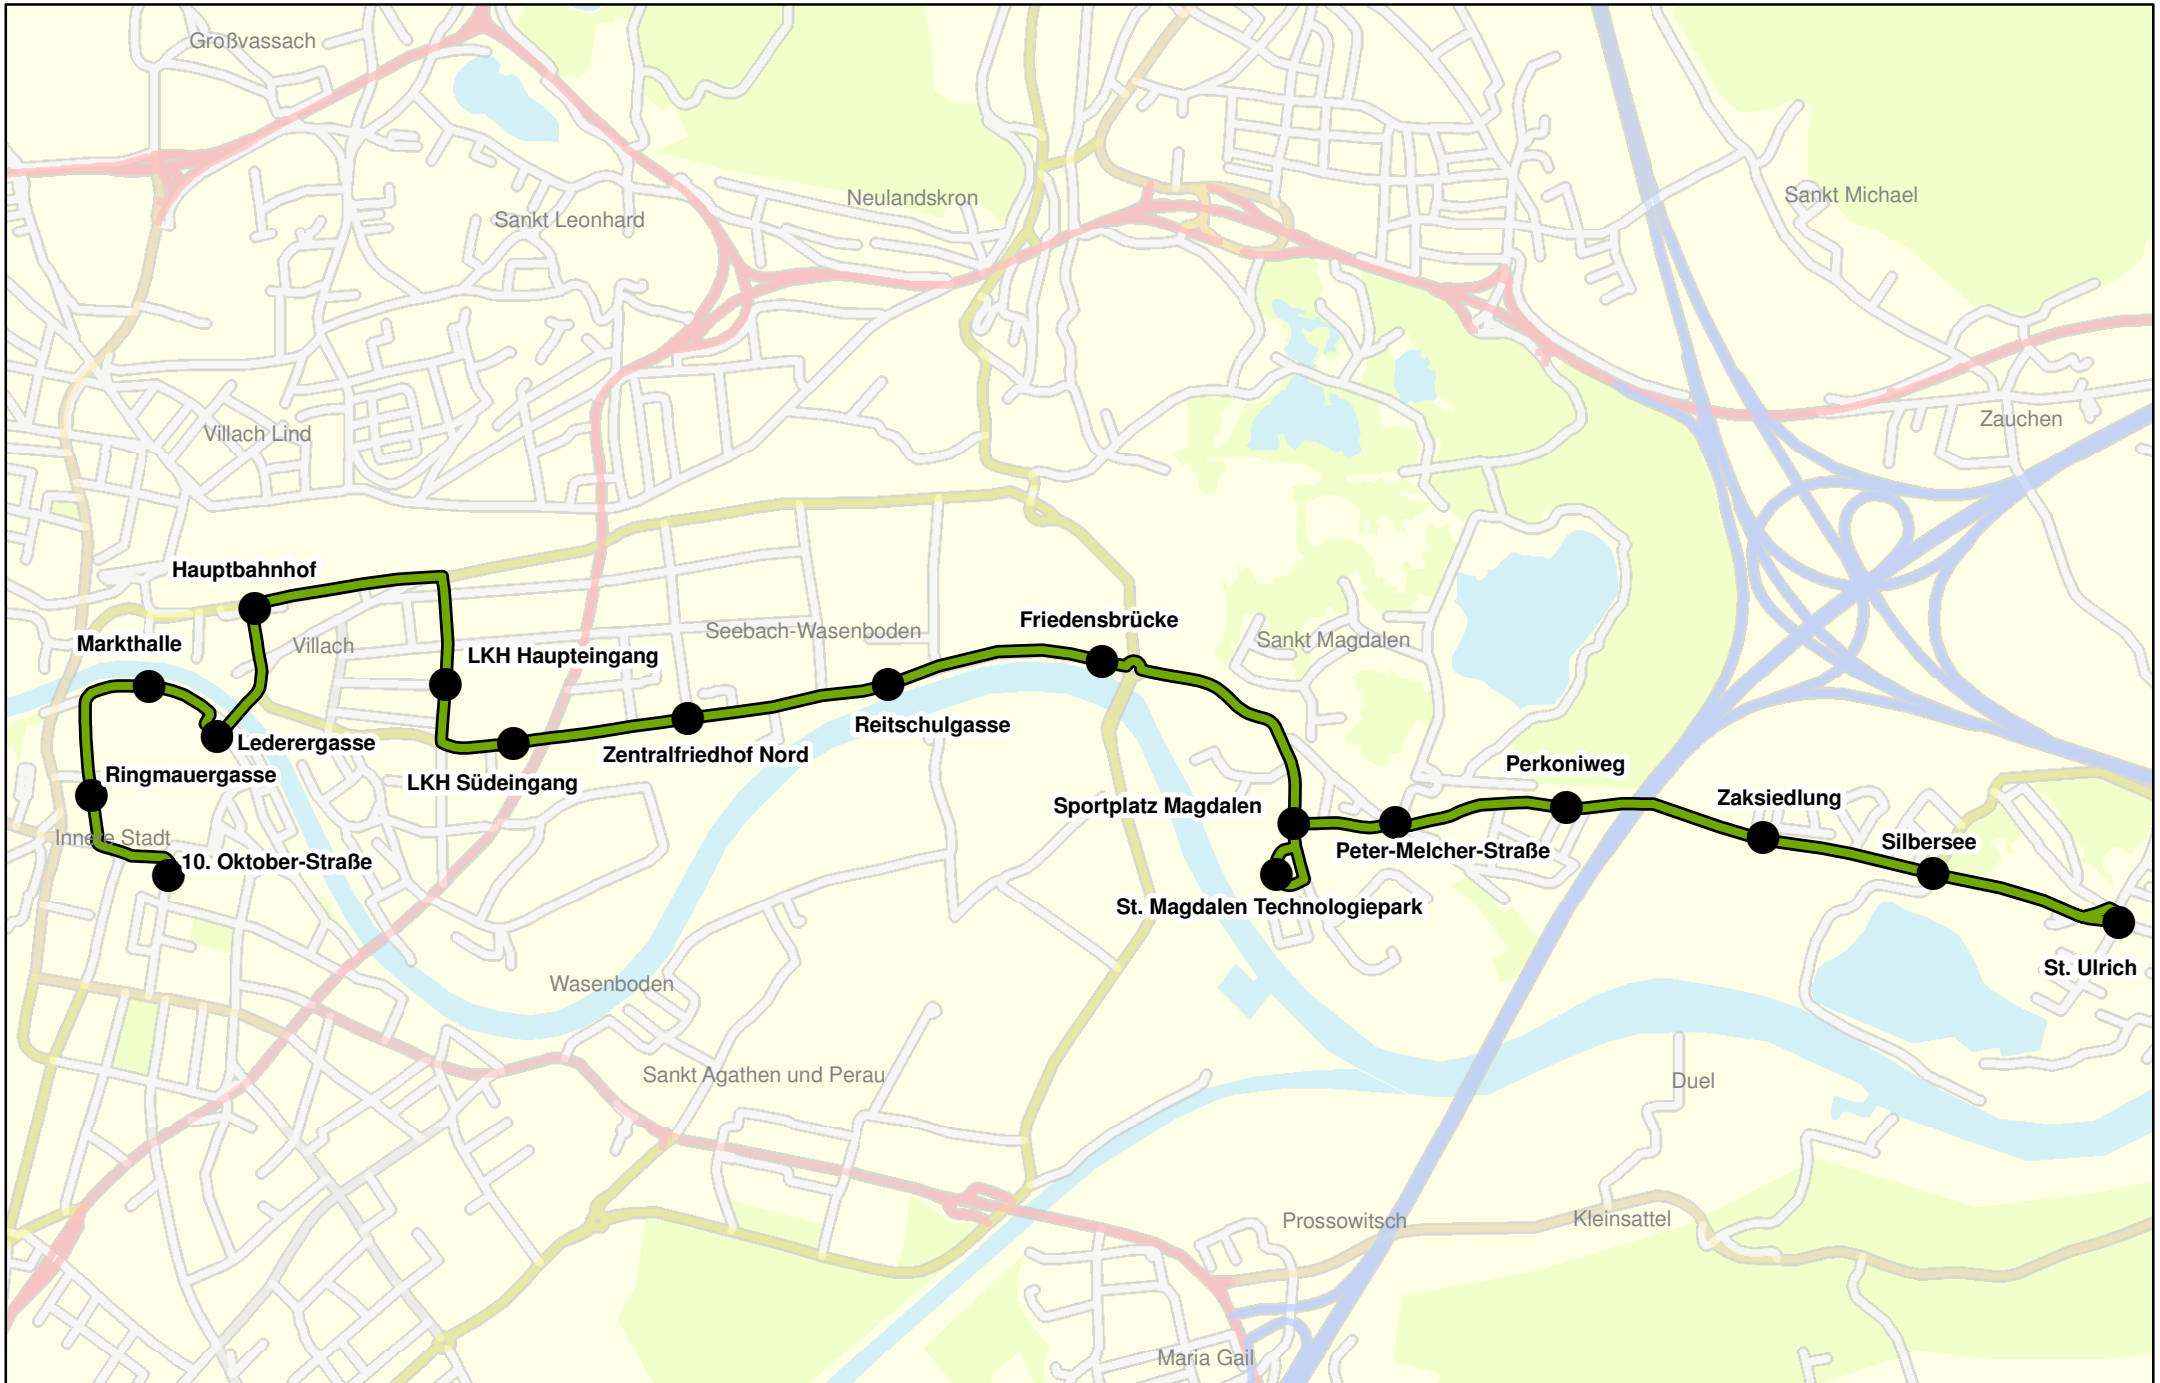 Großvassach
Neulandskron
Sankt Michael
Sankt Leonhard
Zauchen
Villach Lind
Hauptbahnhof
Friedensbrücke
Seebach-Wasenboden
Sankt Magdalen
Markthalle
Villach
LKH Haupteingang
Reitschulgasse
Lederergasse
Zentralfriedhof Nord
Perkoniweg
Ringmauergasse
LKH Südeingang
Sportplatz Magdalen
Zaksiedlung
Innere Stadt
Silbersee
Peter-Melcher-Straße
10. Oktober-Straße
St. Magdalen Technologiepark
St. Ulrich
Wasenboden
Sankt Agathen und Perau
Duel
Prossowitsch
Kleinsattel
Maria Gail